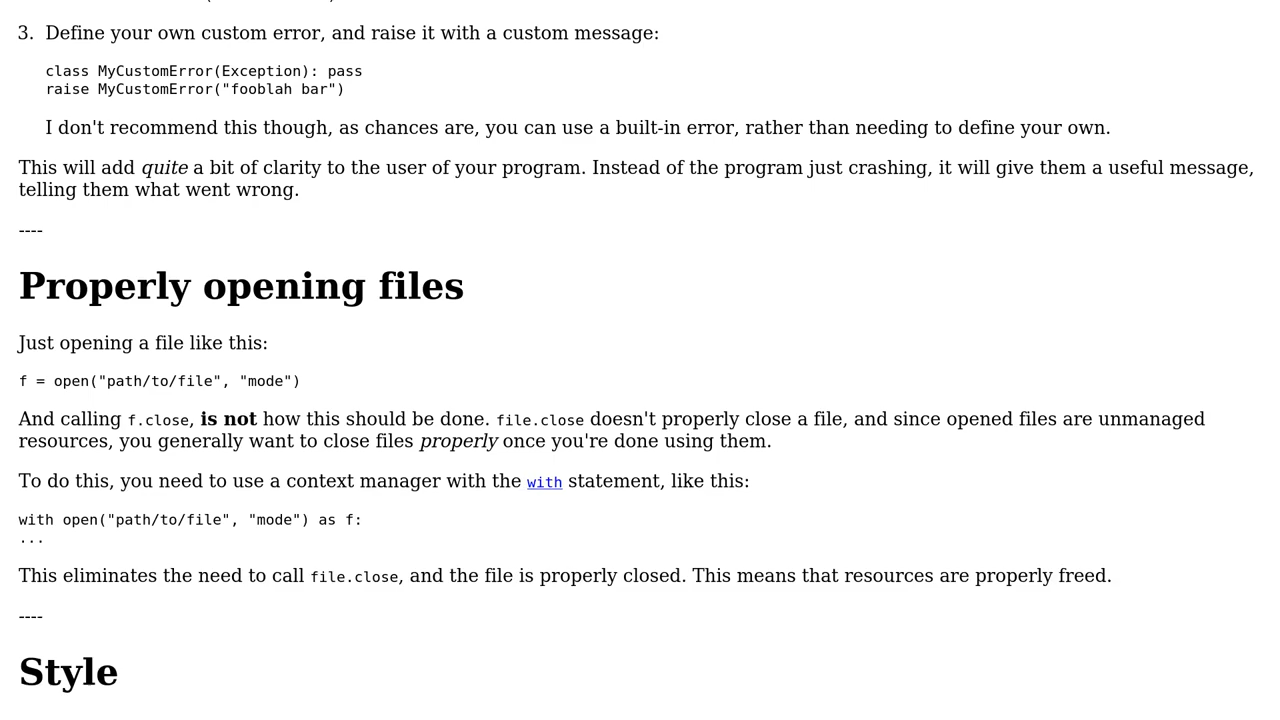 3. Define your own custom error, and raise it with a custom message:
class MyCustomError(Exception): pass
raise MyCustomError("fooblah bar")
I don't recommend this though, as chances are, you can use a built-in error, rather than needing to define your own.
This will add quite a bit of clarity to the user of your program. Instead of the program just crashing, it will give them a useful message,
telling them what went wrong.
----
Properly opening files
Just opening a file like this:
f = open("path/to/file", "mode")
And calling f.close, is not how this should be done. file.close doesn't properly close a file, and since opened files are unmanaged
resources, you generally want to close files properly once you're done using them.
To do this, you need to use a context manager with the with statement, like this:
with open("path/to/file", "mode") as f:
...
This eliminates the need to call file.close, and the file is properly closed. This means that resources are properly freed.
----
Style